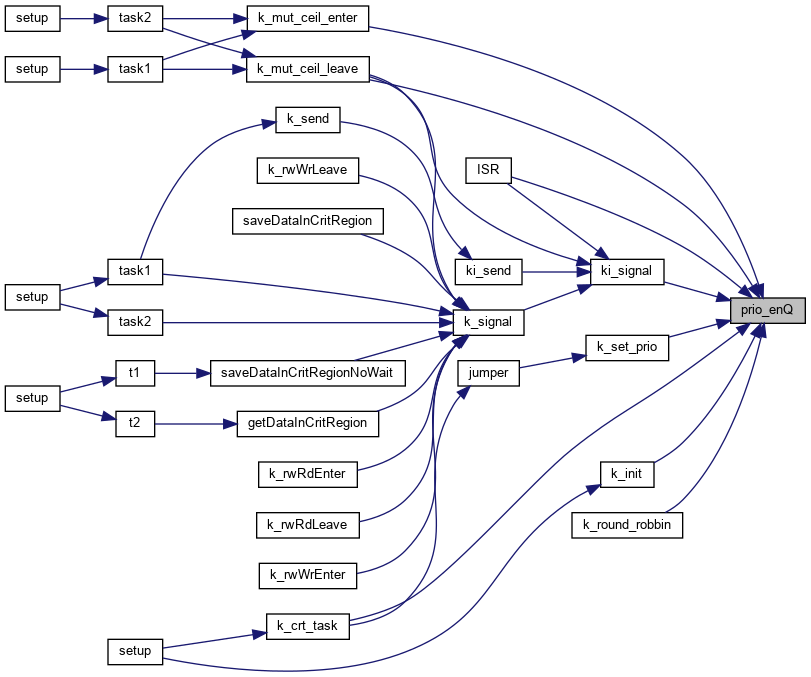 setup
task2
k_mut_ceil_enter
setup
task1
k_mut_ceil_leave
k_send
k_rwWrLeave
ISR
saveDataInCritRegion
task1
ki_send
ki_signal
setup
prio_enQ
task2
k_signal
k_set_prio
t1
saveDataInCritRegionNoWait
jumper
setup
t2
getDataInCritRegion
k_rwRdEnter
k_init
k_rwRdLeave
k_round_robbin
k_rwWrEnter
k_crt_task
setup